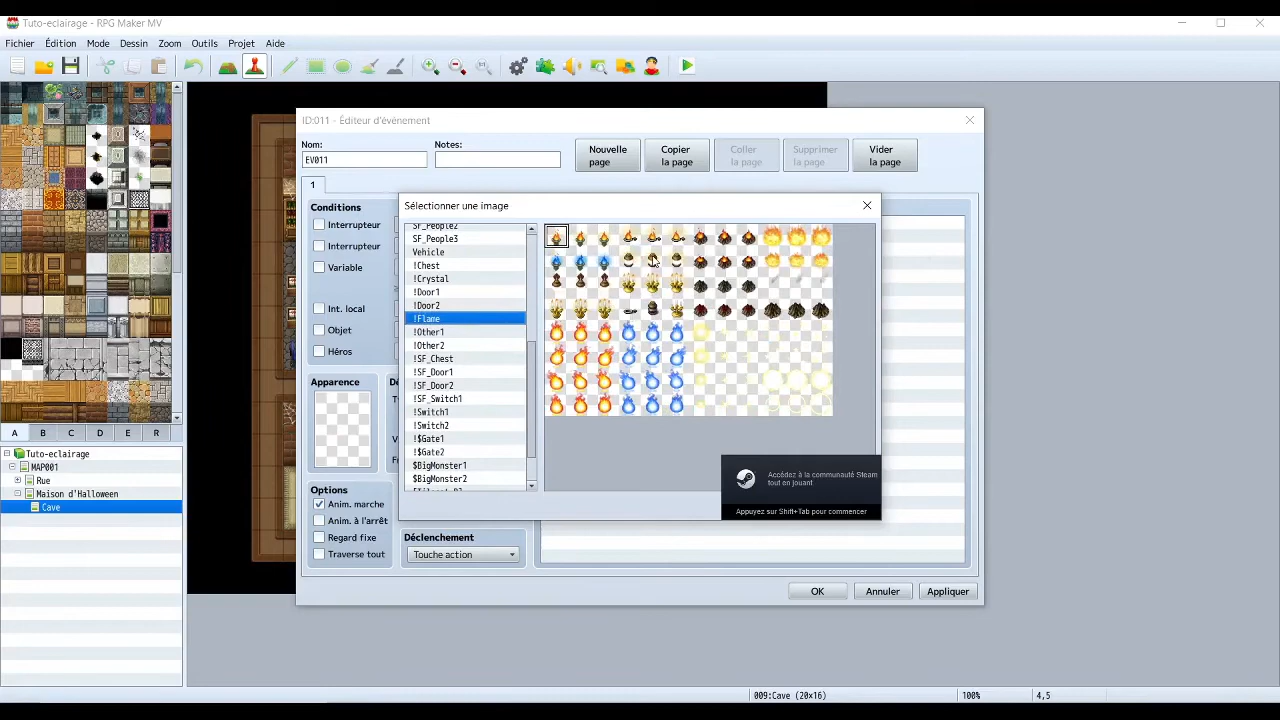 Tuto-eclairage - RPG Maker MV
Fichier Édition Mode Dessin Zoom Outils Projet Aide
ID:011 - Éditeur d'événement
Nom: Notes:
EV011
Nouvelle page
Copier la page
Coller la page
Supprimer la page
Vider la page
1
Conditions
Interrupteur
Interrupteur
Variable
Int. local
Objet
Héros
Apparence
Options
Anim. marche
Anim. à l'arrêt
Regard fixe
Traverse tout
Déclenchement
Touche action
OK Annuler Appliquer
Sélectionner une image
SF_People2
SF_People3
Vehicle
!Chest
!Crystal
!Door1
!Door2
!Flame
!Other1
!Other2
!SF_Chest
!SF_Door1
!SF_Door2
!SF_Switch1
!Switch1
!Switch2
!$Gate1
!$Gate2
$BigMonster1
$BigMonster2
Accédez à la communauté Steam
tout en jouant
Appuyez sur Shift+Tab pour commencer
A B C D E R
Tuto-eclairage
MAP001
Rue
Maison d'Halloween
Cave
009:Cave (20x16) 100% 4,5